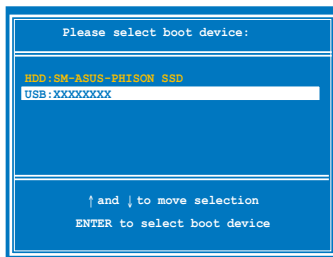 Please select boot device:
HDD:SM-ASUS-PHISON SSD
USB:XXXXXXXX
↑ and ↓ to move selection
ENTER to select boot device